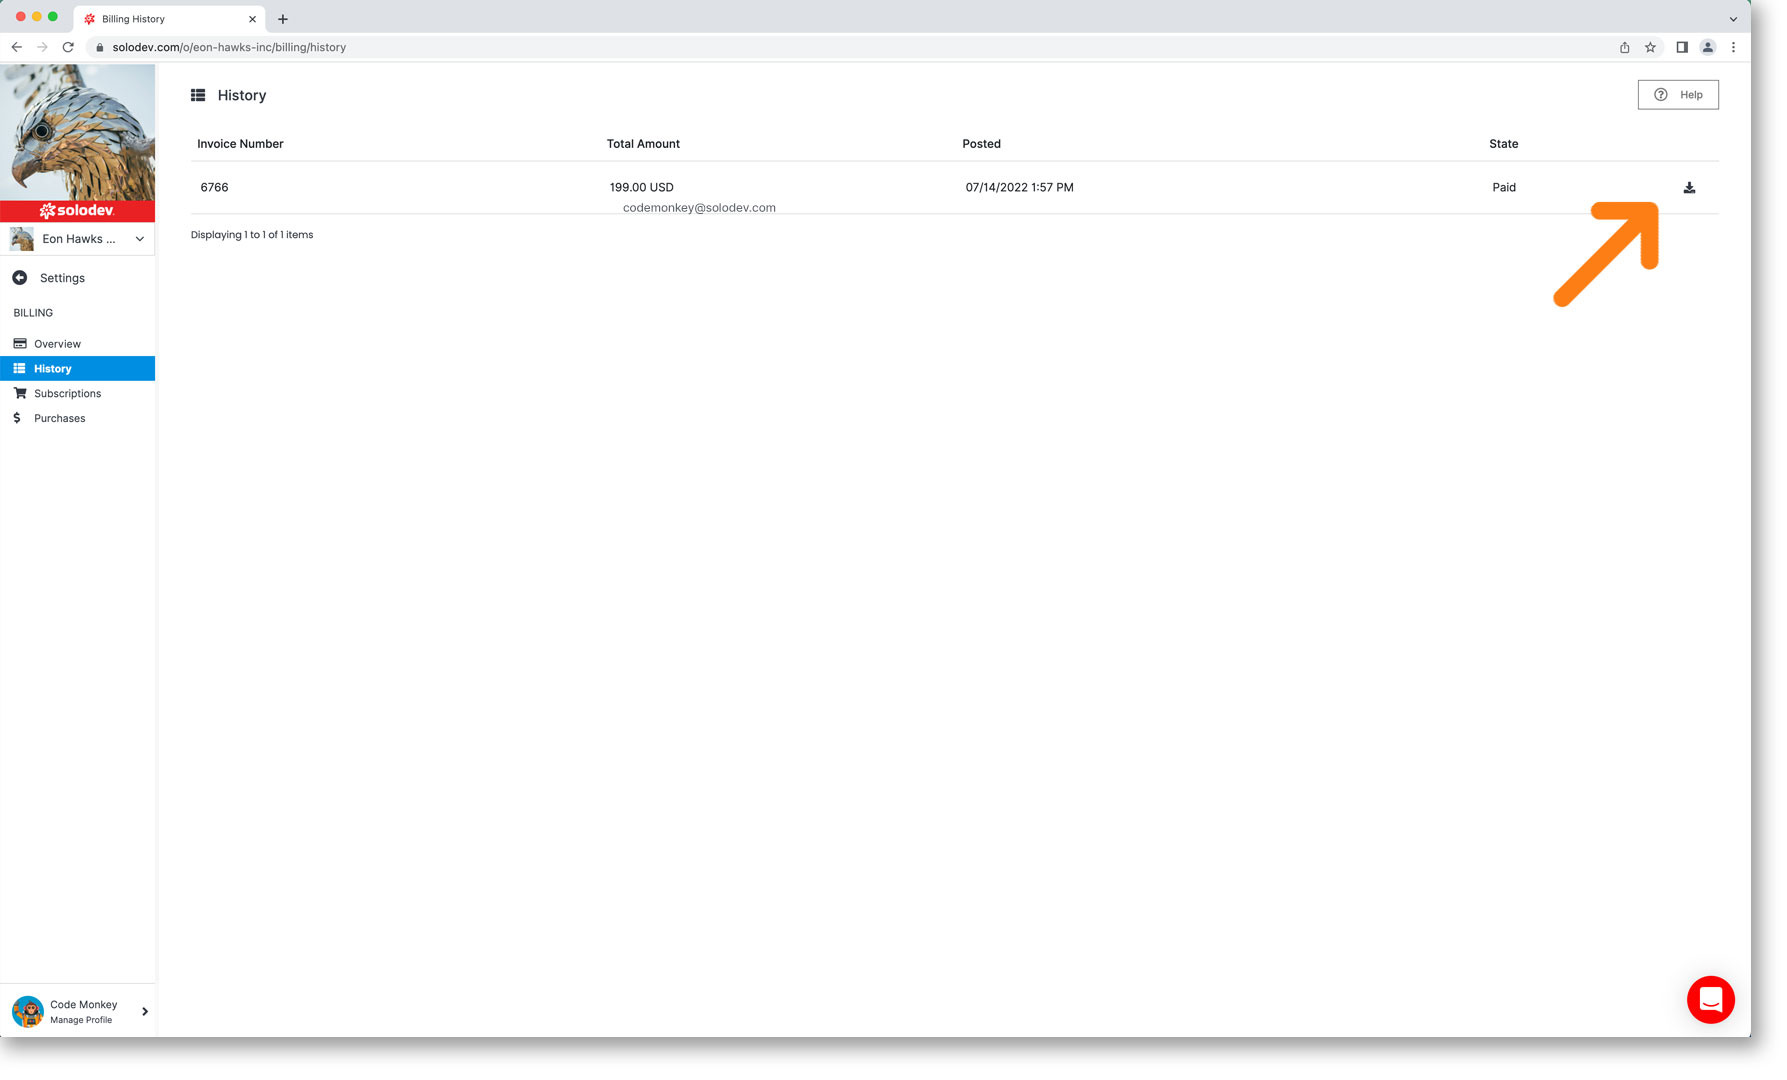 Billing History
solodev.com/o/eon-hawks-inc/billing/history
solodev
Eon Hawks ...
Settings
BILLING
Overview
History
Subscriptions
Purchases
Code Monkey
Manage Profile
History
Help
Invoice Number Total Amount Posted State
6766 199.00 USD 07/14/2022 1:57 PM Paid
codemonkey@solodev.com
Displaying 1 to 1 of 1 items